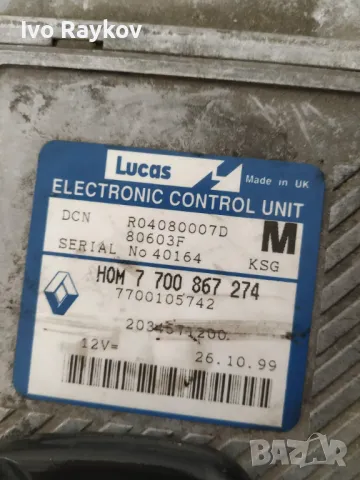 Ivo Raykov
Lucas
Made in UK
ELECTRONIC CONTROL UNIT
DCN R04080007D M
80603F
SERIAL No 40164 KSG
HOM 7 700 867 274
7700105742
12V=
26.10.99
BAZAR